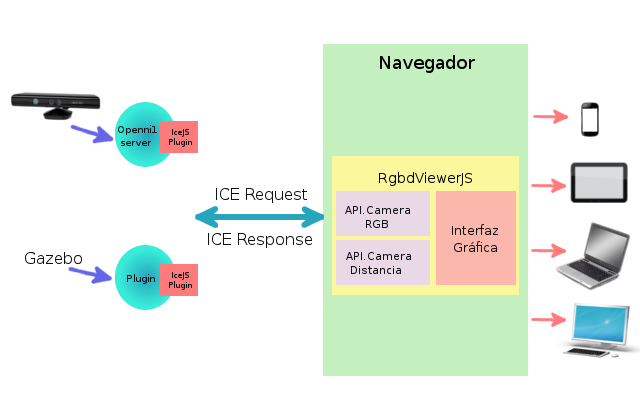 Navegador
Openni1
server
IceJS
Plugin
RgbdViewerJS
ICE Request
API.Camera
RGB
Interfaz
Gráfica
ICE Response
API.Camera
Distancia
Gazebo
Plugin
IceJS
Plugin